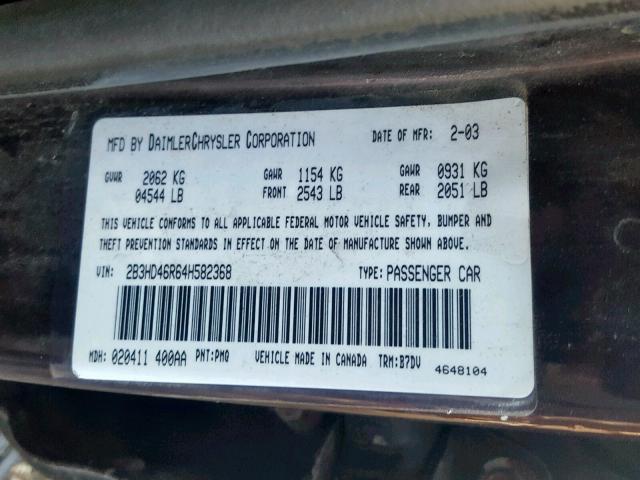 MFD BY DAIMLERCHRYSLER CORPORATION DATE OF MFR: 2-03
GVWR 2062 KG GAWR 1154 KG GAWR 0931 KG
04544 LB FRONT 2543 LB REAR 2051 LB
THIS VEHICLE CONFORMS TO ALL APPLICABLE FEDERAL MOTOR VEHICLE SAFETY, BUMPER AND
THEFT PREVENTION STANDARDS IN EFFECT ON THE DATE OF MANUFACTURE SHOWN ABOVE.
VIN: 2B3HD46R64H582368 TYPE: PASSENGER CAR
MDH: 020411 400AA PNT: PMQ VEHICLE MADE IN CANADA TRM: B7DV
4648104